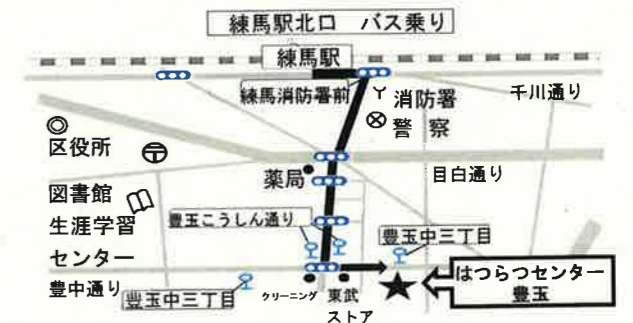 練馬駅北口 バス乗り
練馬駅
練馬消防署前
消防署
千川通り
警 察
区役所
目白通り
薬局
図書館
豊玉こうしん通り
生涯学習
豊玉中三丁目
センター
はつらつセンター
豊玉
豊中通り
豊玉中三丁目
クリーニング
東武
ストア